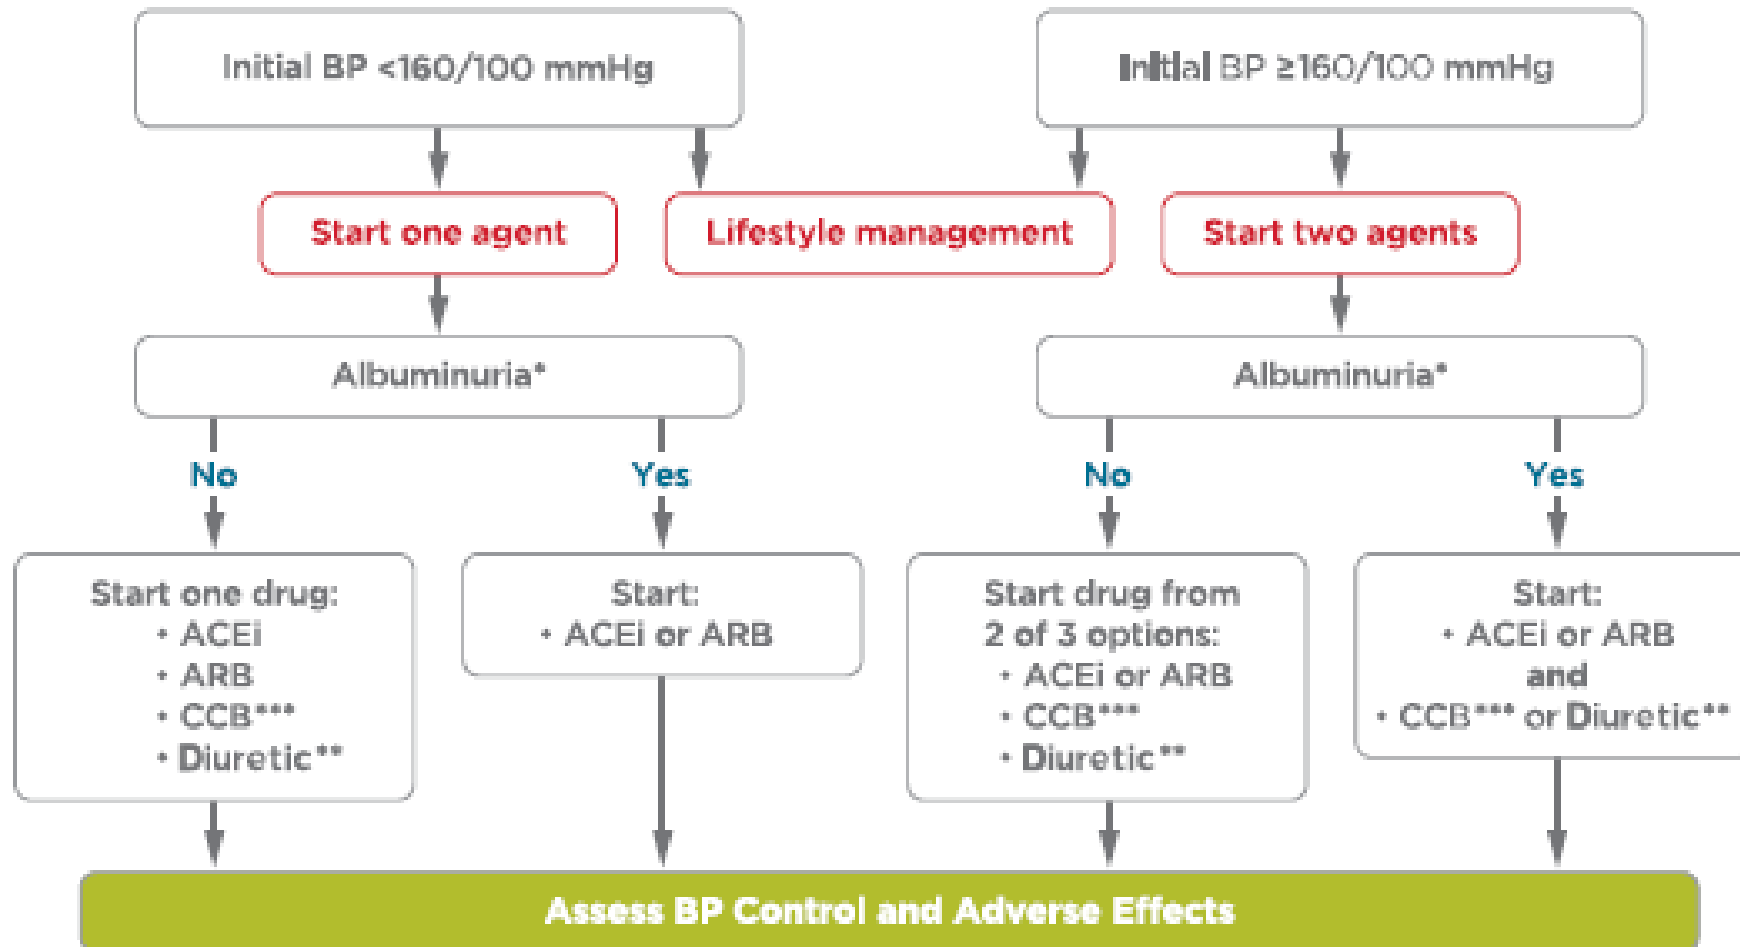 Initial BP <160/100 mmHg
Initial BP ≥160/100 mmHg
Start one agent
Lifestyle management
Start two agents
Albuminuria*
Albuminuria*
No
Yes
No
Yes
Start one drug:
• ACEi
• ARB
• CCB***
• Diuretic**
Start:
• ACEi or ARB
Start drug from
2 of 3 options:
• ACEi or ARB
• CCB***
• Diuretic**
Start:
• ACEi or ARB
and
• CCB*** or Diuretic**
Assess BP Control and Adverse Effects